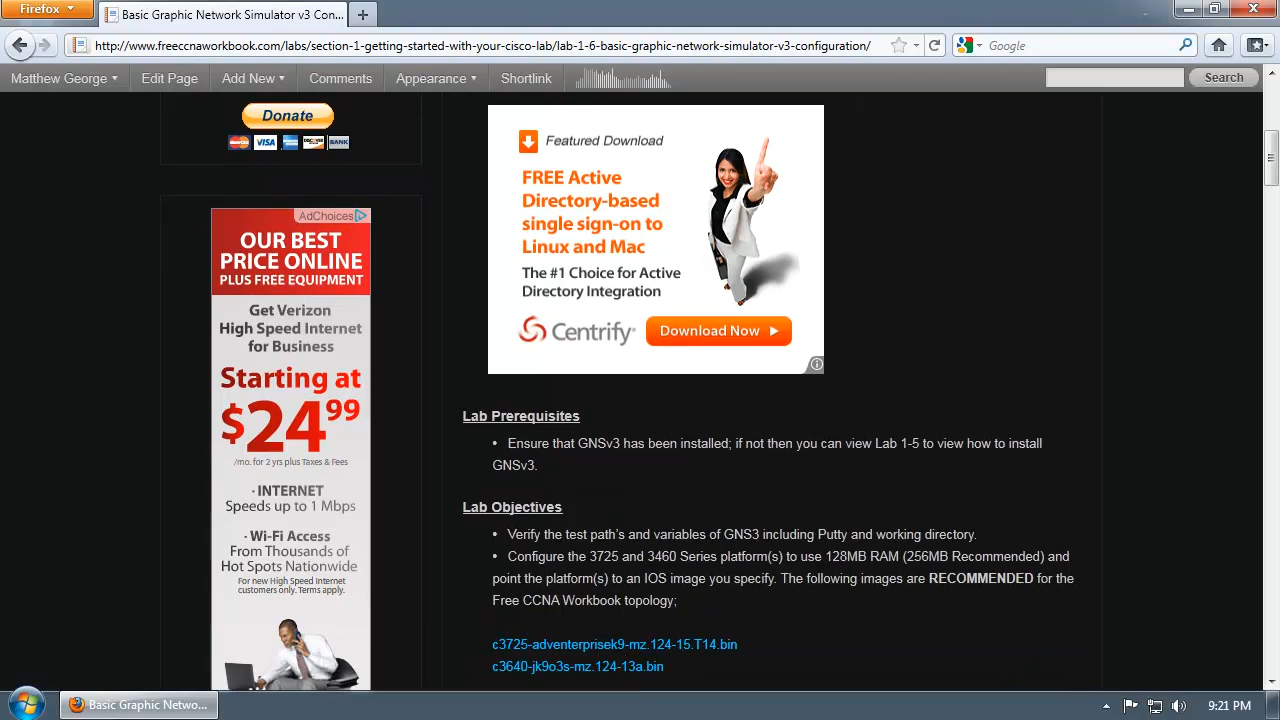 Firefox
Basic Graphic Network Simulator v3 Con...
http://www.freeccnaworkbook.com/labs/section-1-getting-started-with-your-cisco-lab/lab-1-6-basic-graphic-network-simulator-v3-configuration/
Google
Matthew George
Edit Page
Add New
Comments
Appearance
Shortlink
Search
Donate
VISA
BANK
AdChoices
OUR BEST
PRICE ONLINE
PLUS FREE EQUIPMENT
Get Verizon
High Speed Internet
for Business
Starting at
$24 99
/mo. for 2 yrs plus Taxes & Fees
· INTERNET
Speeds up to 1 Mbps
· Wi-Fi Access
From Thousands of
Hot Spots Nationwide
For new High Speed Internet
customers only. Terms apply.
Featured Download
FREE Active
Directory-based
single sign-on to
Linux and Mac
The #1 Choice for Active
Directory Integration
Centrify
Download Now
Lab Prerequisites
• Ensure that GNSv3 has been installed; if not then you can view Lab 1-5 to view how to install
GNSv3.
Lab Objectives
• Verify the test path's and variables of GNS3 including Putty and working directory.
• Configure the 3725 and 3460 Series platform(s) to use 128MB RAM (256MB Recommended) and
point the platform(s) to an IOS image you specify. The following images are RECOMMENDED for the
Free CCNA Workbook topology;
c3725-adventerprisek9-mz.124-15.T14.bin
c3640-jk9o3s-mz.124-13a.bin
Basic Graphic Netwo...
9:21 PM